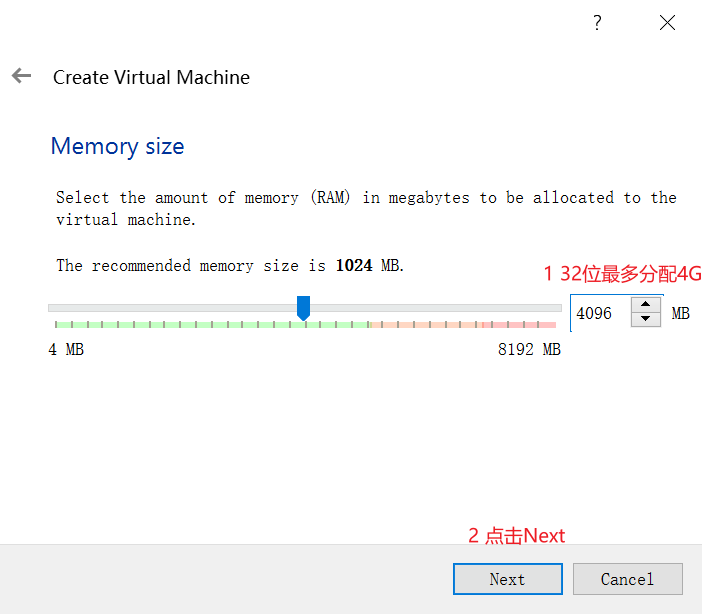 ?
Create Virtual Machine
Memory size
Select the amount of memory (RAM) in megabytes to be allocated to the
virtual machine.
The recommended memory size is 1024 MB.
1 32位最多分配4G
4096 MB
4 MB 8192 MB
2 点击Next
Next Cancel